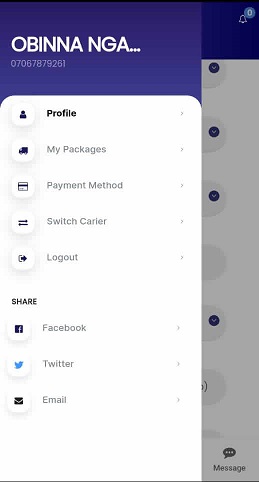 OBINNA NGA...
07067879261
0
Profile
My Packages
Payment Method
Switch Carier
Logout
SHARE
Facebook
Twitter
Email
Message